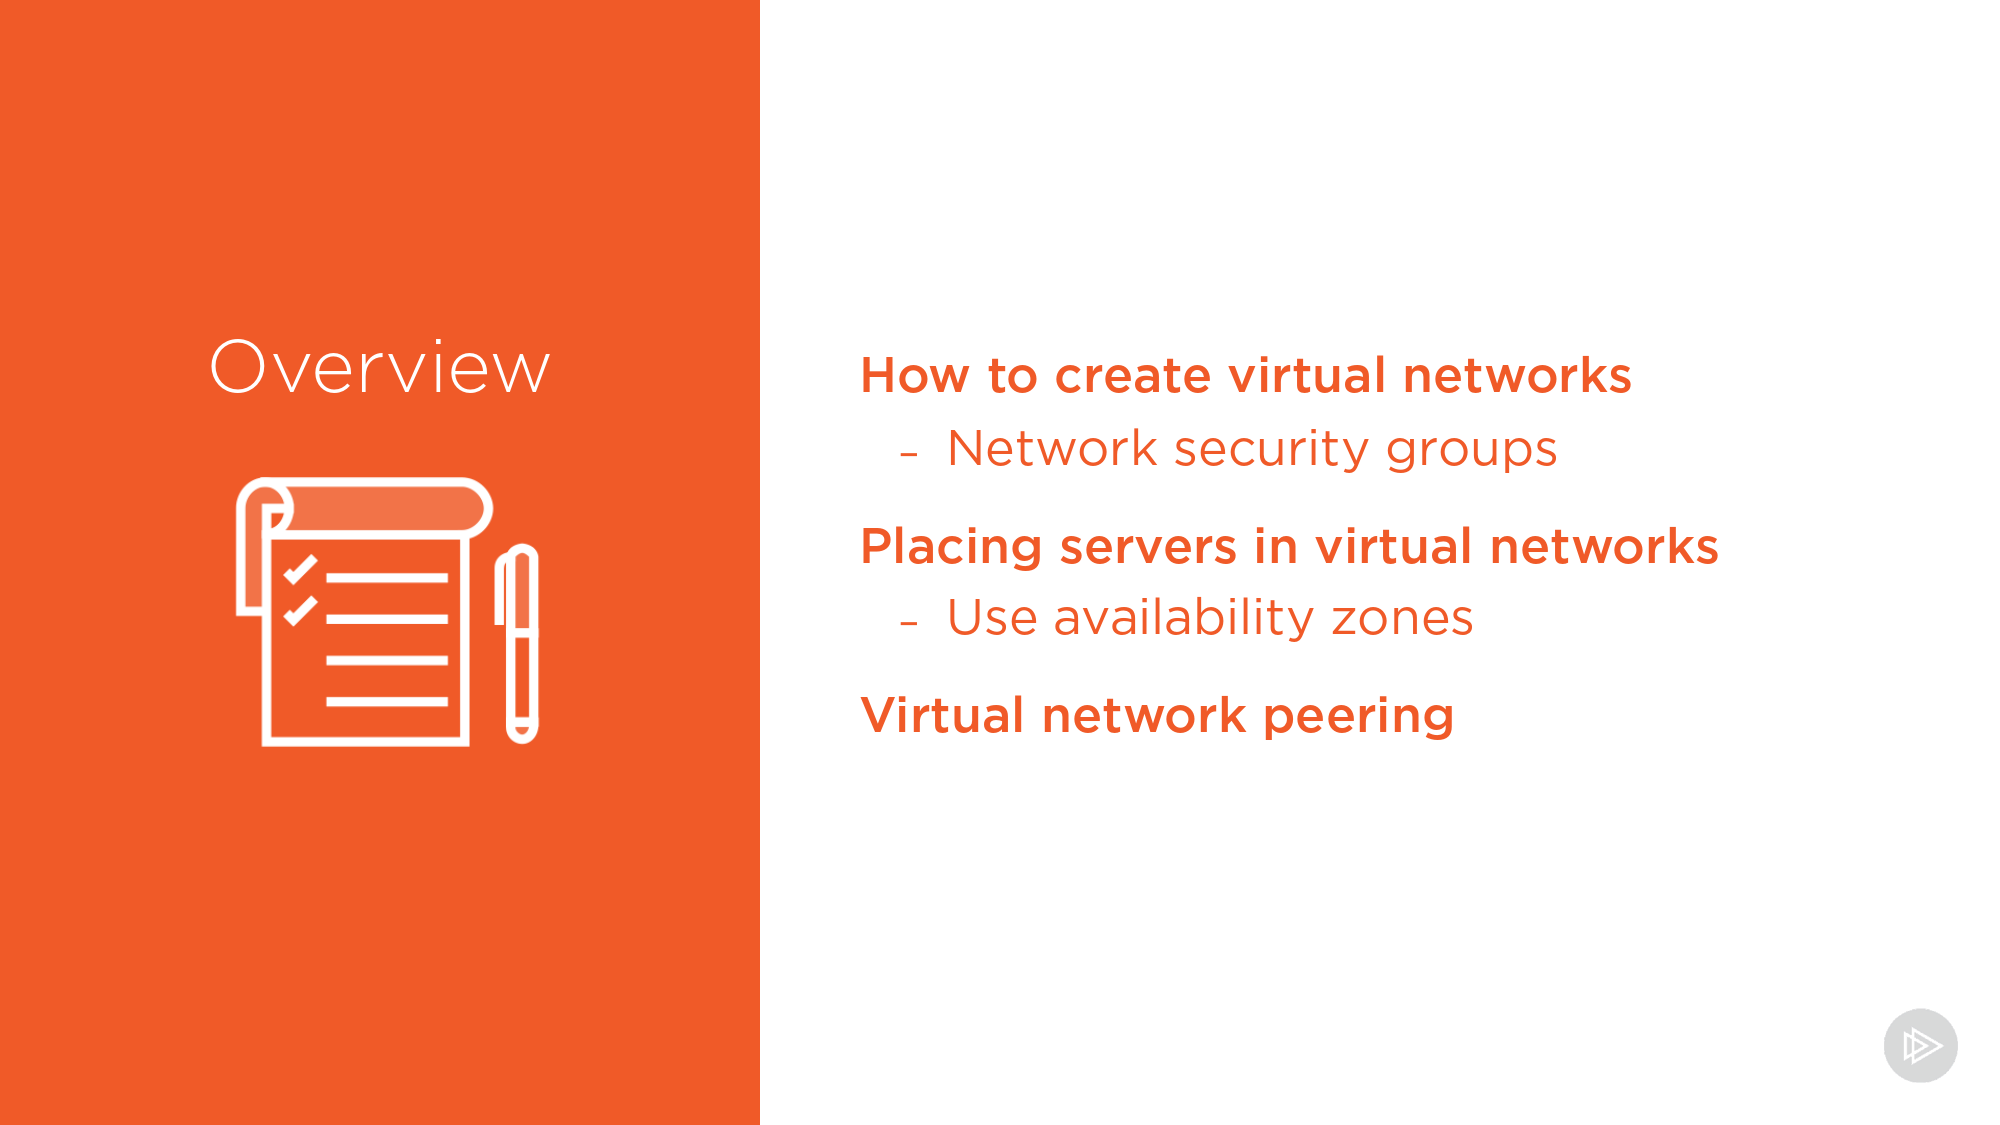 Overview
How to create virtual networks
- Network security groups
Placing servers in virtual networks
- Use availability zones
Virtual network peering